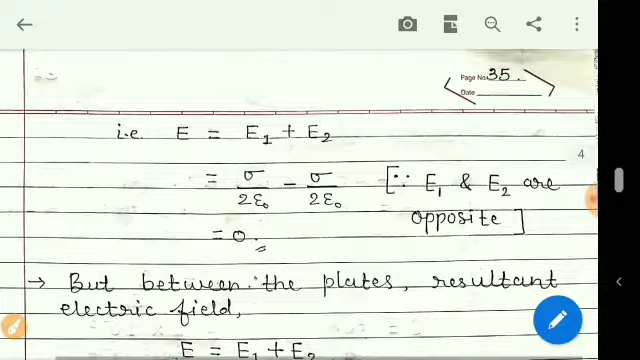 Page No. 35.
Date
i.e E = E₁ + E₂
4
= σ/2ε₀ − σ/2ε₀ [∵ E₁ & E₂ are
opposite]
= 0.
→ But between the plates, resultant
electric field,
E = E₁ + E₂